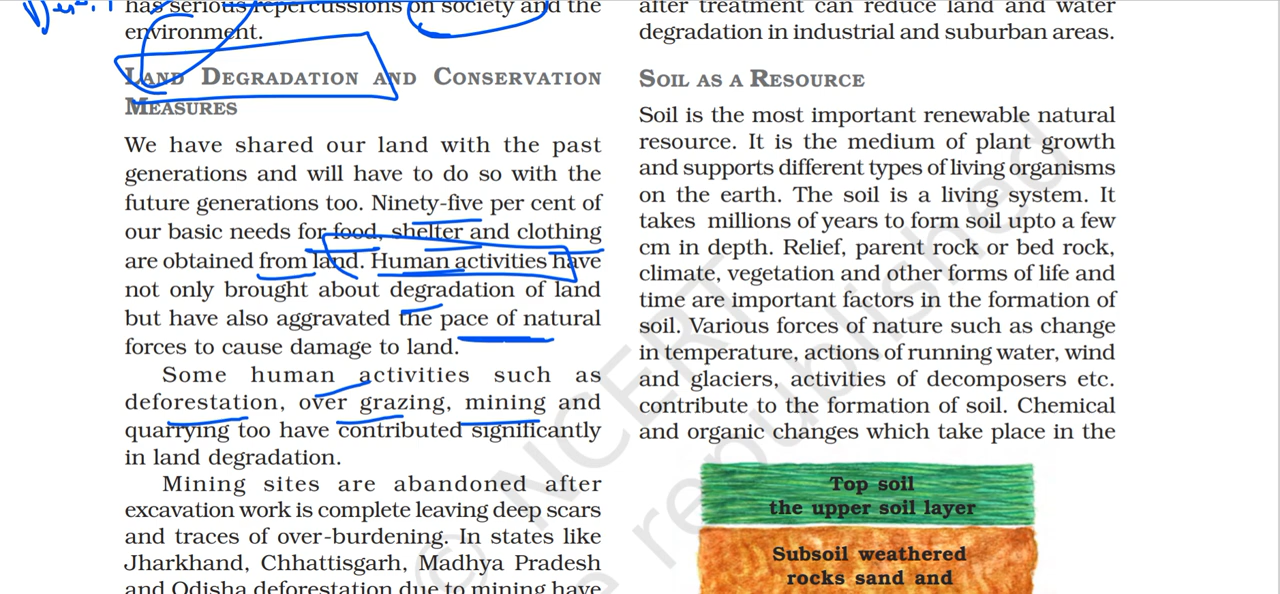 has serious repercussions on society and the
environment.
LAND DEGRADATION AND CONSERVATION
MEASURES
We have shared our land with the past
generations and will have to do so with the
future generations too. Ninety-five per cent of
our basic needs for food, shelter and clothing
are obtained from land. Human activities have
not only brought about degradation of land
but have also aggravated the pace of natural
forces to cause damage to land.
Some human activities such as
deforestation, over grazing, mining and
quarrying too have contributed significantly
in land degradation.
Mining sites are abandoned after
excavation work is complete leaving deep scars
and traces of over-burdening. In states like
Jharkhand, Chhattisgarh, Madhya Pradesh
and Odisha deforestation due to mining have
after treatment can reduce land and water
degradation in industrial and suburban areas.
SOIL AS A RESOURCE
Soil is the most important renewable natural
resource. It is the medium of plant growth
and supports different types of living organisms
on the earth. The soil is a living system. It
takes millions of years to form soil upto a few
cm in depth. Relief, parent rock or bed rock,
climate, vegetation and other forms of life and
time are important factors in the formation of
soil. Various forces of nature such as change
in temperature, actions of running water, wind
and glaciers, activities of decomposers etc.
contribute to the formation of soil. Chemical
and organic changes which take place in the
Top soil
the upper soil layer
Subsoil weathered
rocks sand and
© NCERT
e republished